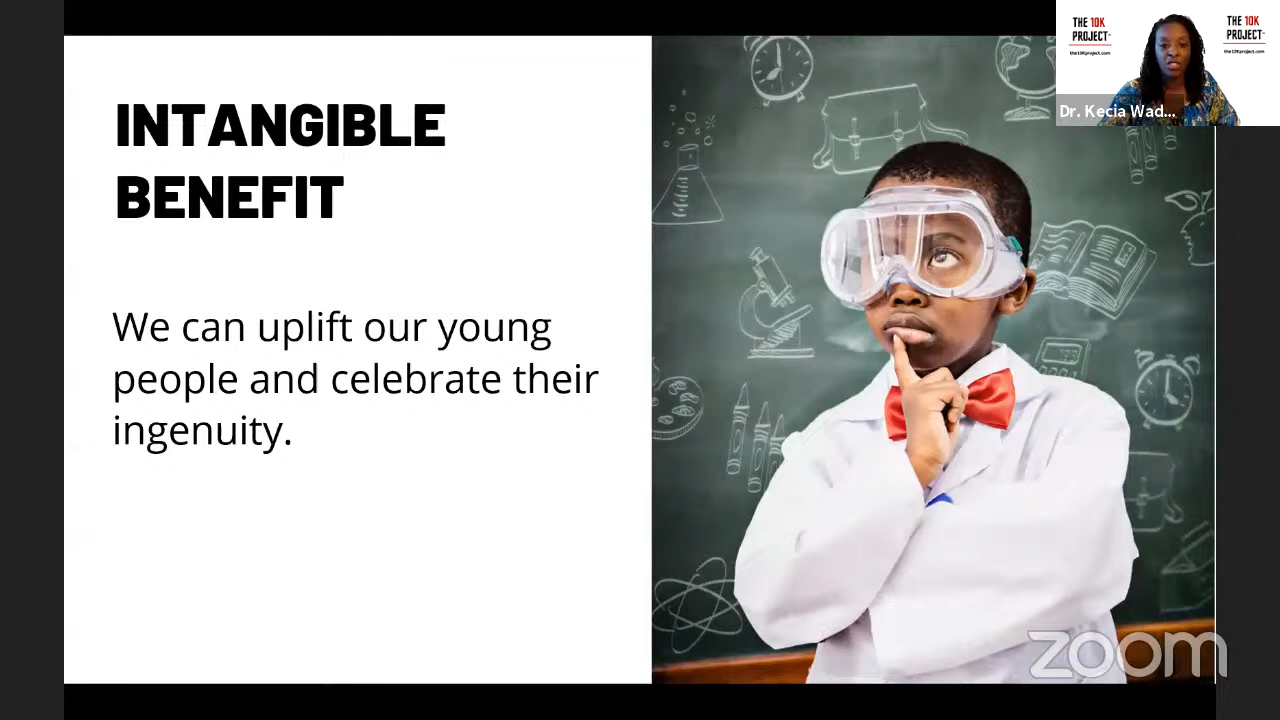 INTANGIBLE
BENEFIT
We can uplift our young
people and celebrate their
ingenuity.
THE 10K
PROJECT
the10Kproject.com
THE 10K
PROJECT
the10Kproject.com
Dr. Kecia Wad...
zoom